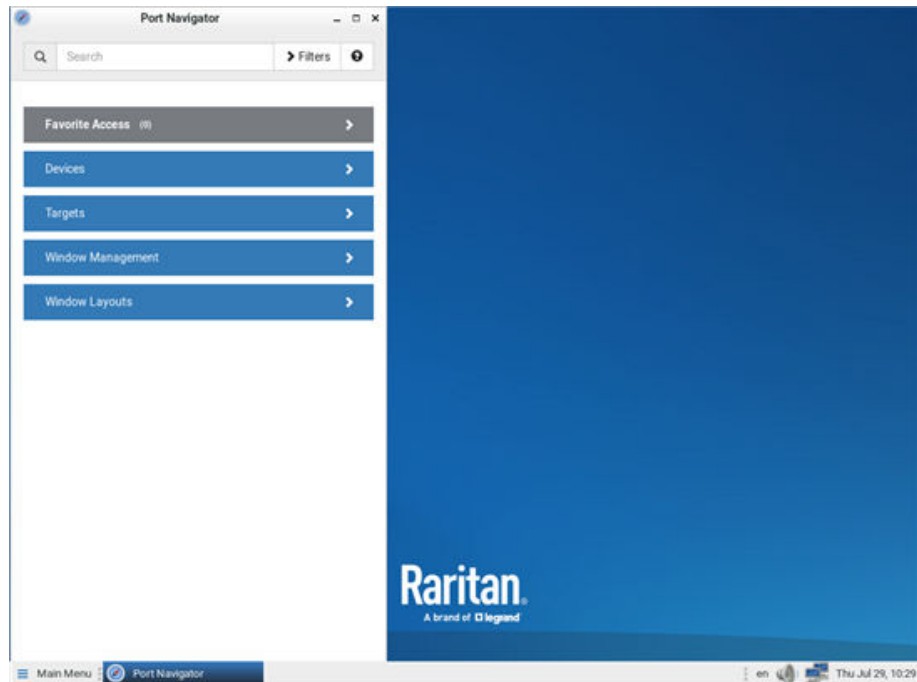 Port Navigator
Search
Filters
Favorite Access (0)
Devices
Targets
Window Management
Window Layouts
Raritan.
A brand of legrand
Main Menu
Port Navigator
en
Thu Jul 29, 10:29